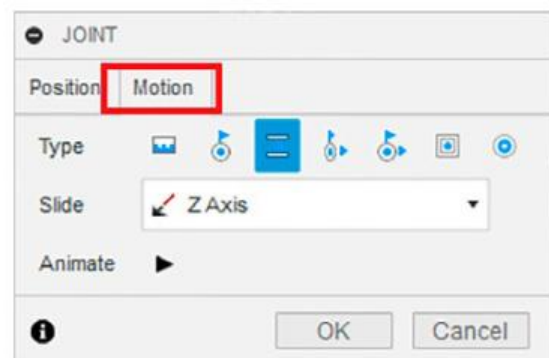 JOINT
Position Motion
Type
Slide Z Axis
Animate
OK Cancel